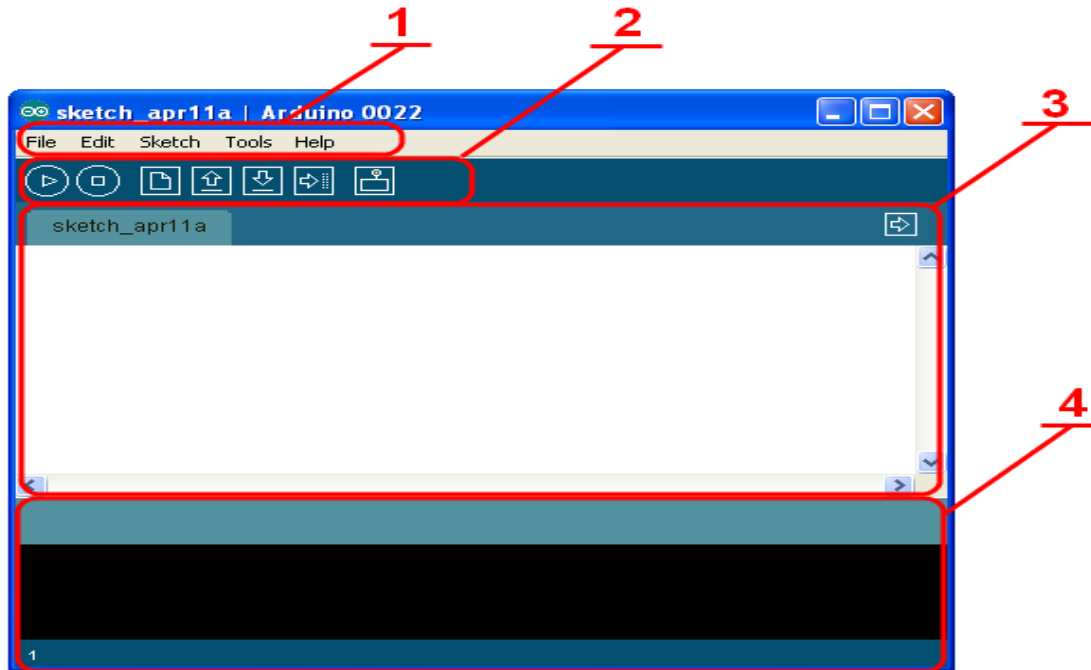 1
2
3
4
sketch_apr11a | Arduino 0022
File Edit Sketch Tools Help
sketch_apr11a
1